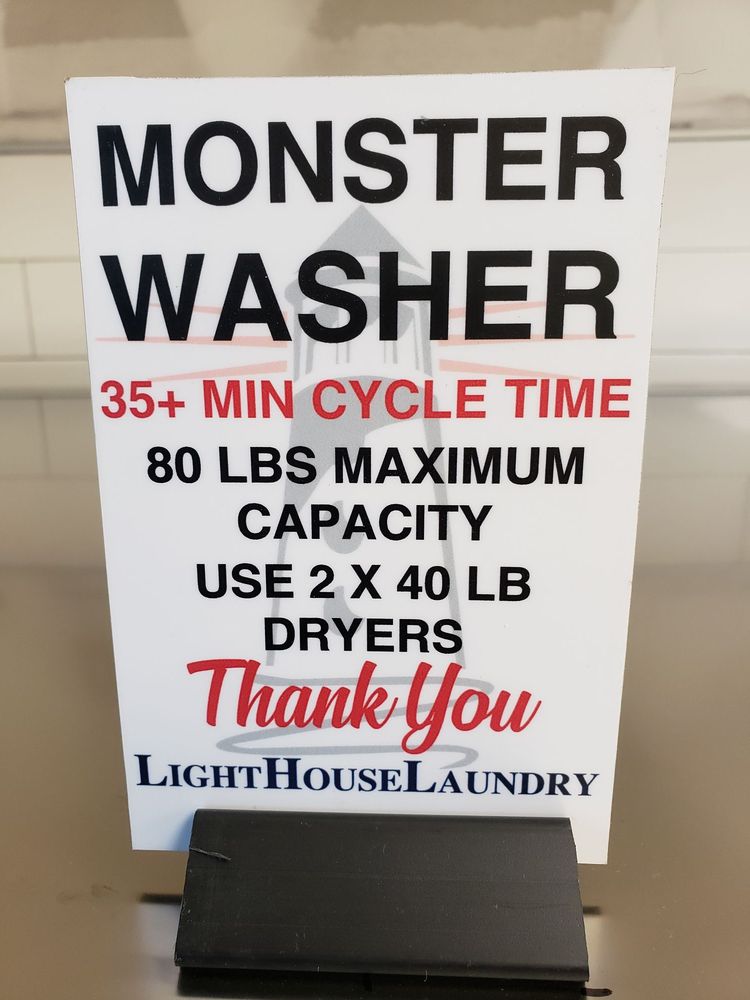 MONSTER
WASHER
35+ MIN CYCLE TIME
80 LBS MAXIMUM
CAPACITY
USE 2 X 40 LB
DRYERS
Thank You
LIGHTHOUSELAUNDRY